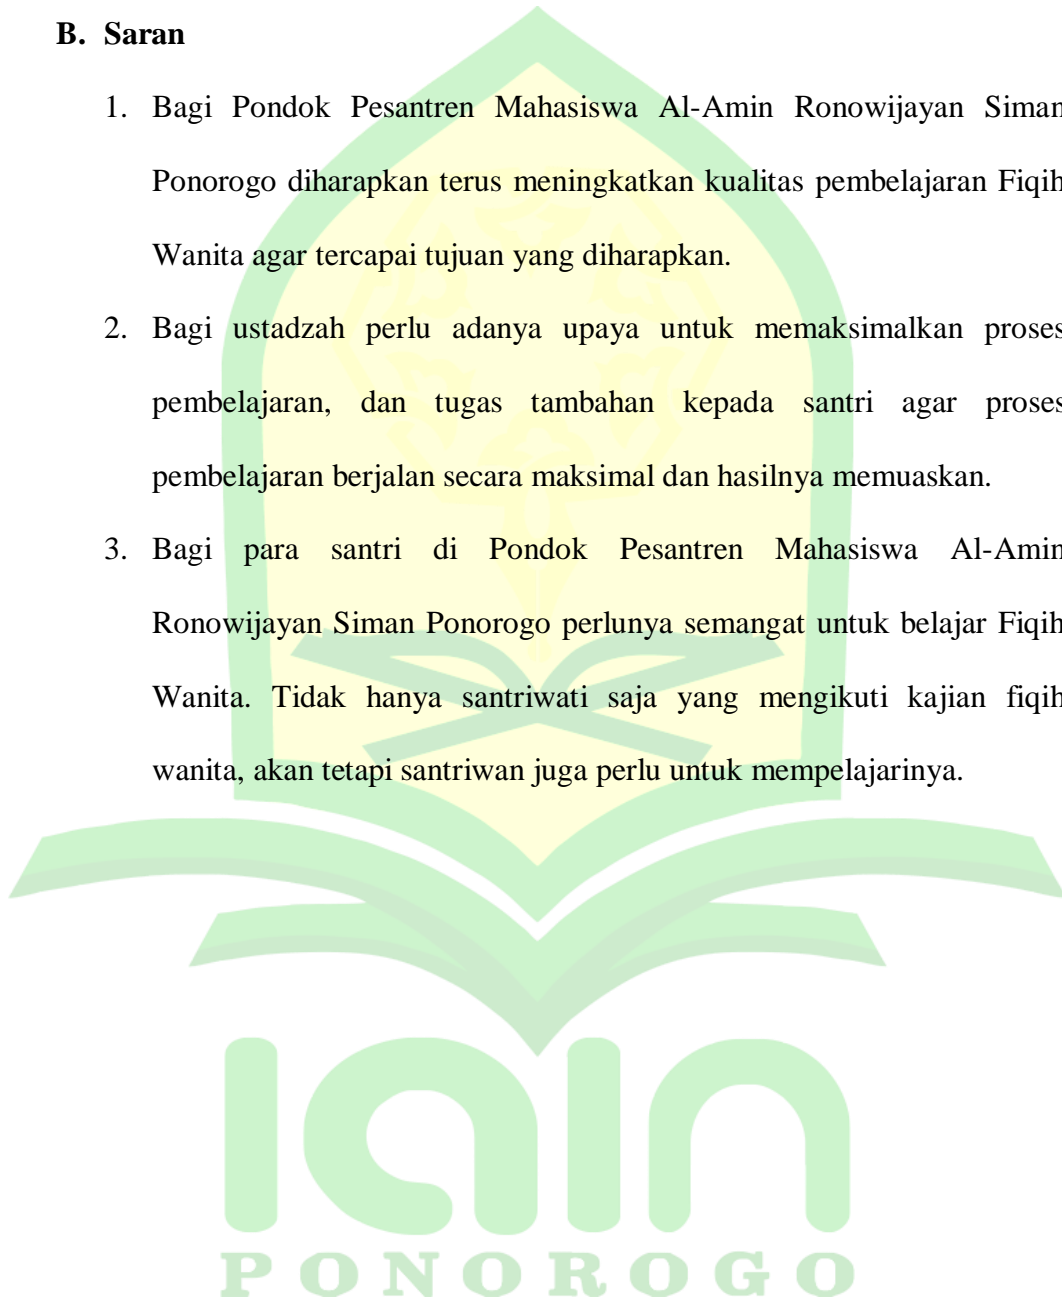 B. Saran
1. Bagi Pondok Pesantren Mahasiswa Al-Amin Ronowijayan Siman
Ponorogo diharapkan terus meningkatkan kualitas pembelajaran Fiqih
Wanita agar tercapai tujuan yang diharapkan.
2. Bagi ustadzah perlu adanya upaya untuk memaksimalkan proses
pembelajaran, dan tugas tambahan kepada santri agar proses
pembelajaran berjalan secara maksimal dan hasilnya memuaskan.
3. Bagi para santri di Pondok Pesantren Mahasiswa Al-Amin
Ronowijayan Siman Ponorogo perlunya semangat untuk belajar Fiqih
Wanita. Tidak hanya santriwati saja yang mengikuti kajian fiqih
wanita, akan tetapi santriwan juga perlu untuk mempelajarinya.
iain
PONOROGO